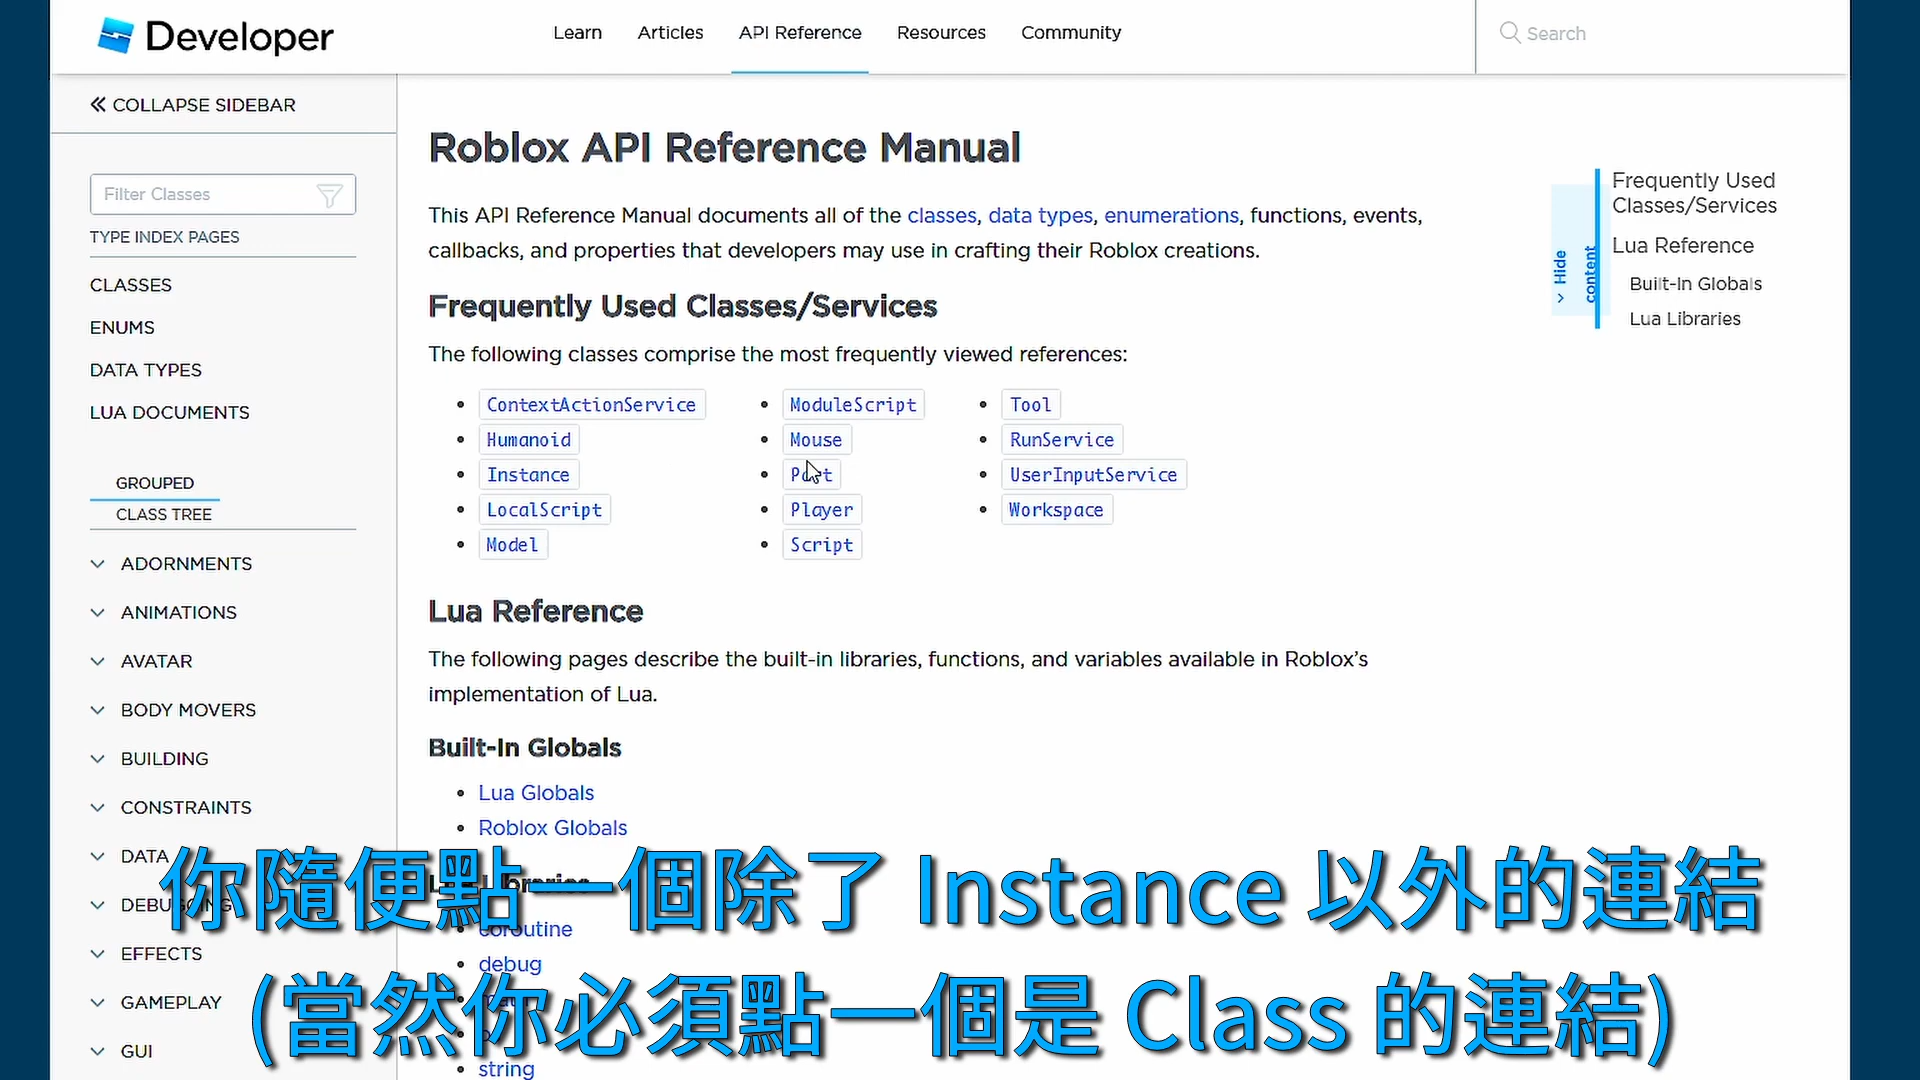 Developer
Learn Articles API Reference Resources Community
Search
COLLAPSE SIDEBAR
Filter Classes
TYPE INDEX PAGES
CLASSES
ENUMS
DATA TYPES
LUA DOCUMENTS
GROUPED
CLASS TREE
ADORNMENTS
ANIMATIONS
AVATAR
BODY MOVERS
BUILDING
CONSTRAINTS
DATA
EFFECTS
GAMEPLAY
GUI
Roblox API Reference Manual
This API Reference Manual documents all of the classes, data types, enumerations, functions, events,
callbacks, and properties that developers may use in crafting their Roblox creations.
Frequently Used Classes/Services
The following classes comprise the most frequently viewed references:
ContextActionService
Humanoid
Instance
LocalScript
Model
ModuleScript
Mouse
Part
Player
Script
Tool
RunService
UserInputService
Workspace
Lua Reference
The following pages describe the built-in libraries, functions, and variables available in Roblox's
implementation of Lua.
Built-In Globals
Lua Globals
Roblox Globals
coroutine
debug
string
Hide
content
Frequently Used
Classes/Services
Lua Reference
Built-In Globals
Lua Libraries
你隨便點一個除了 Instance 以外的連結
(當然你必須點一個是 Class 的連結)